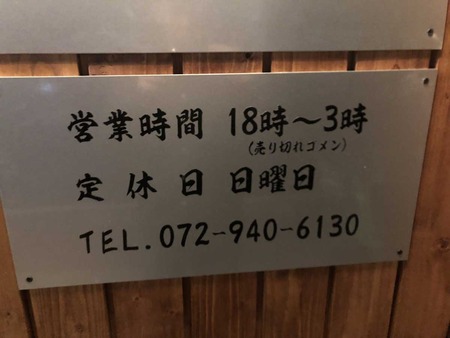 営業時間 18時〜3時
(売り切れゴメン)
定休日 日曜日
TEL.072-940-6130